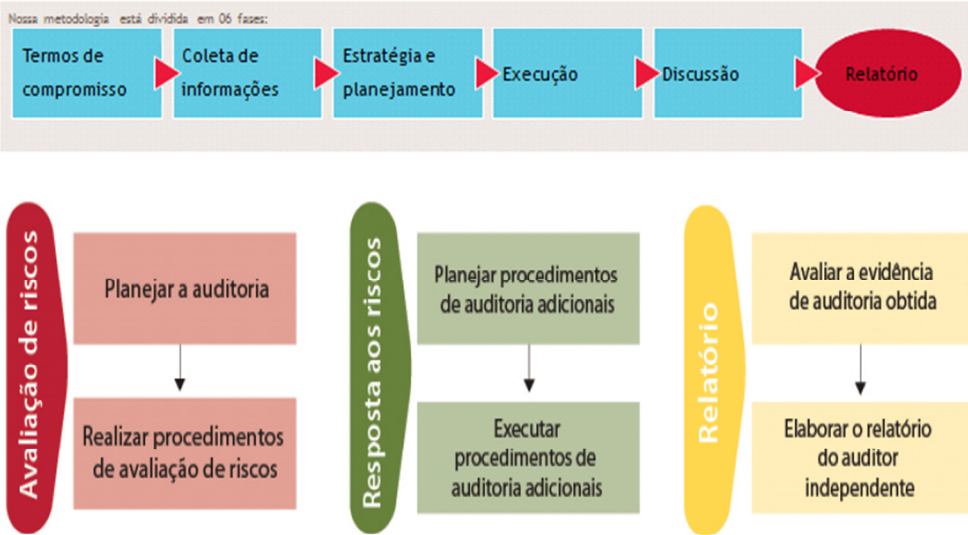 Nossa metodologia está dividida em 06 fases:
Termos de
compromisso
Coleta de
informações
Estratégia e
planejamento
Execução
Discussão
Relatório
Avaliação de riscos
Planejar a auditoria
Realizar procedimentos
de avaliação de riscos
Resposta aos riscos
Planejar procedimentos
de auditoria adicionais
Executar
procedimentos de
auditoria adicionais
Relatório
Avaliar a evidência
de auditoria obtida
Elaborar o relatório
do auditor
independente